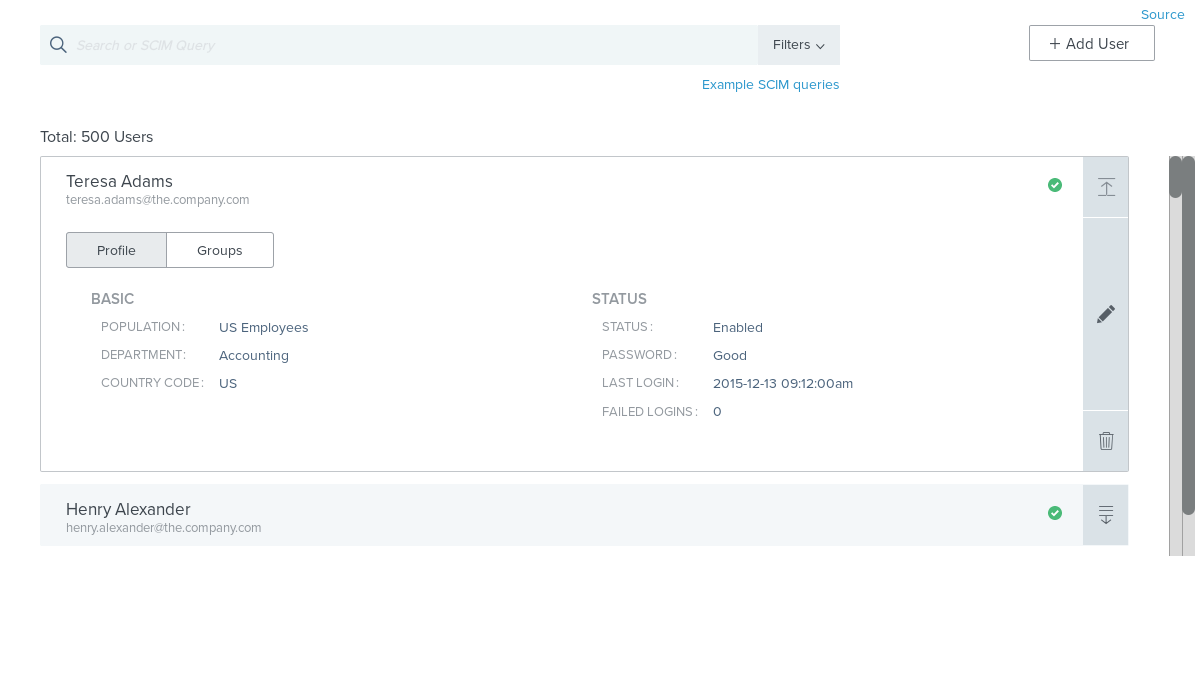 Source
Search or SCIM Query
Filters
+ Add User
Example SCIM queries
Total: 500 Users
Teresa Adams
teresa.adams@the.company.com
Profile
Groups
BASIC
POPULATION: US Employees
DEPARTMENT: Accounting
COUNTRY CODE: US
STATUS
STATUS: Enabled
PASSWORD: Good
LAST LOGIN: 2015-12-13 09:12:00am
FAILED LOGINS: 0
Henry Alexander
henry.alexander@the.company.com